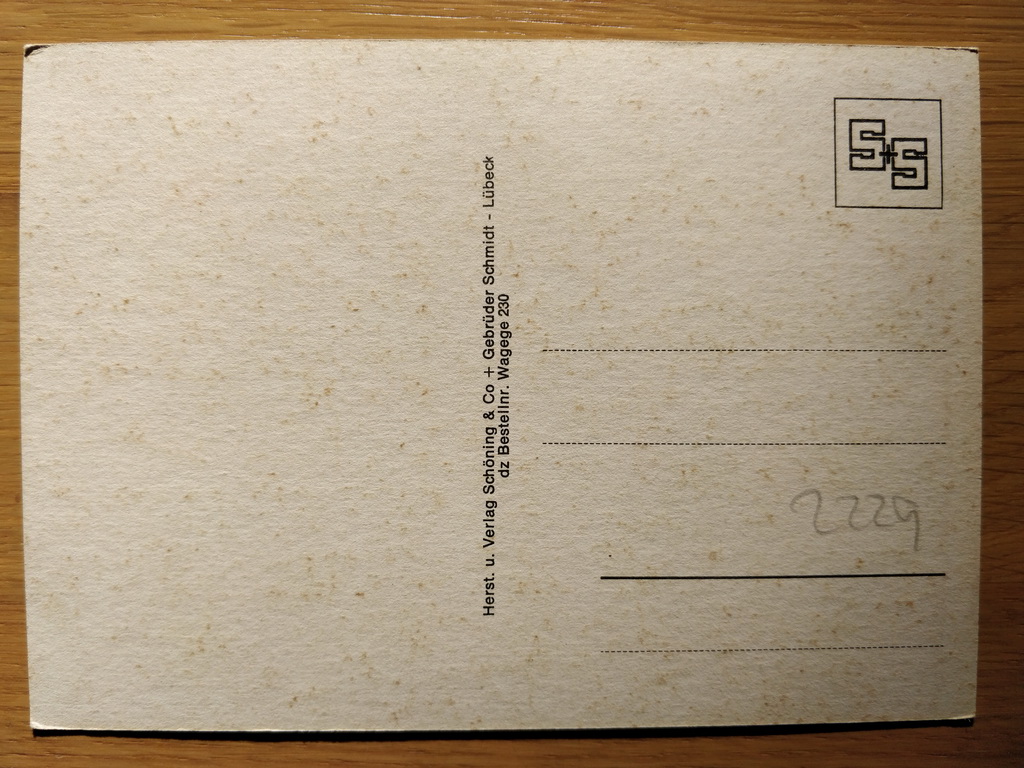 S+S
Herst. u. Verlag Schöning & Co + Gebrüder Schmidt - Lübeck
dz Bestellnr. Wagege 230
2229